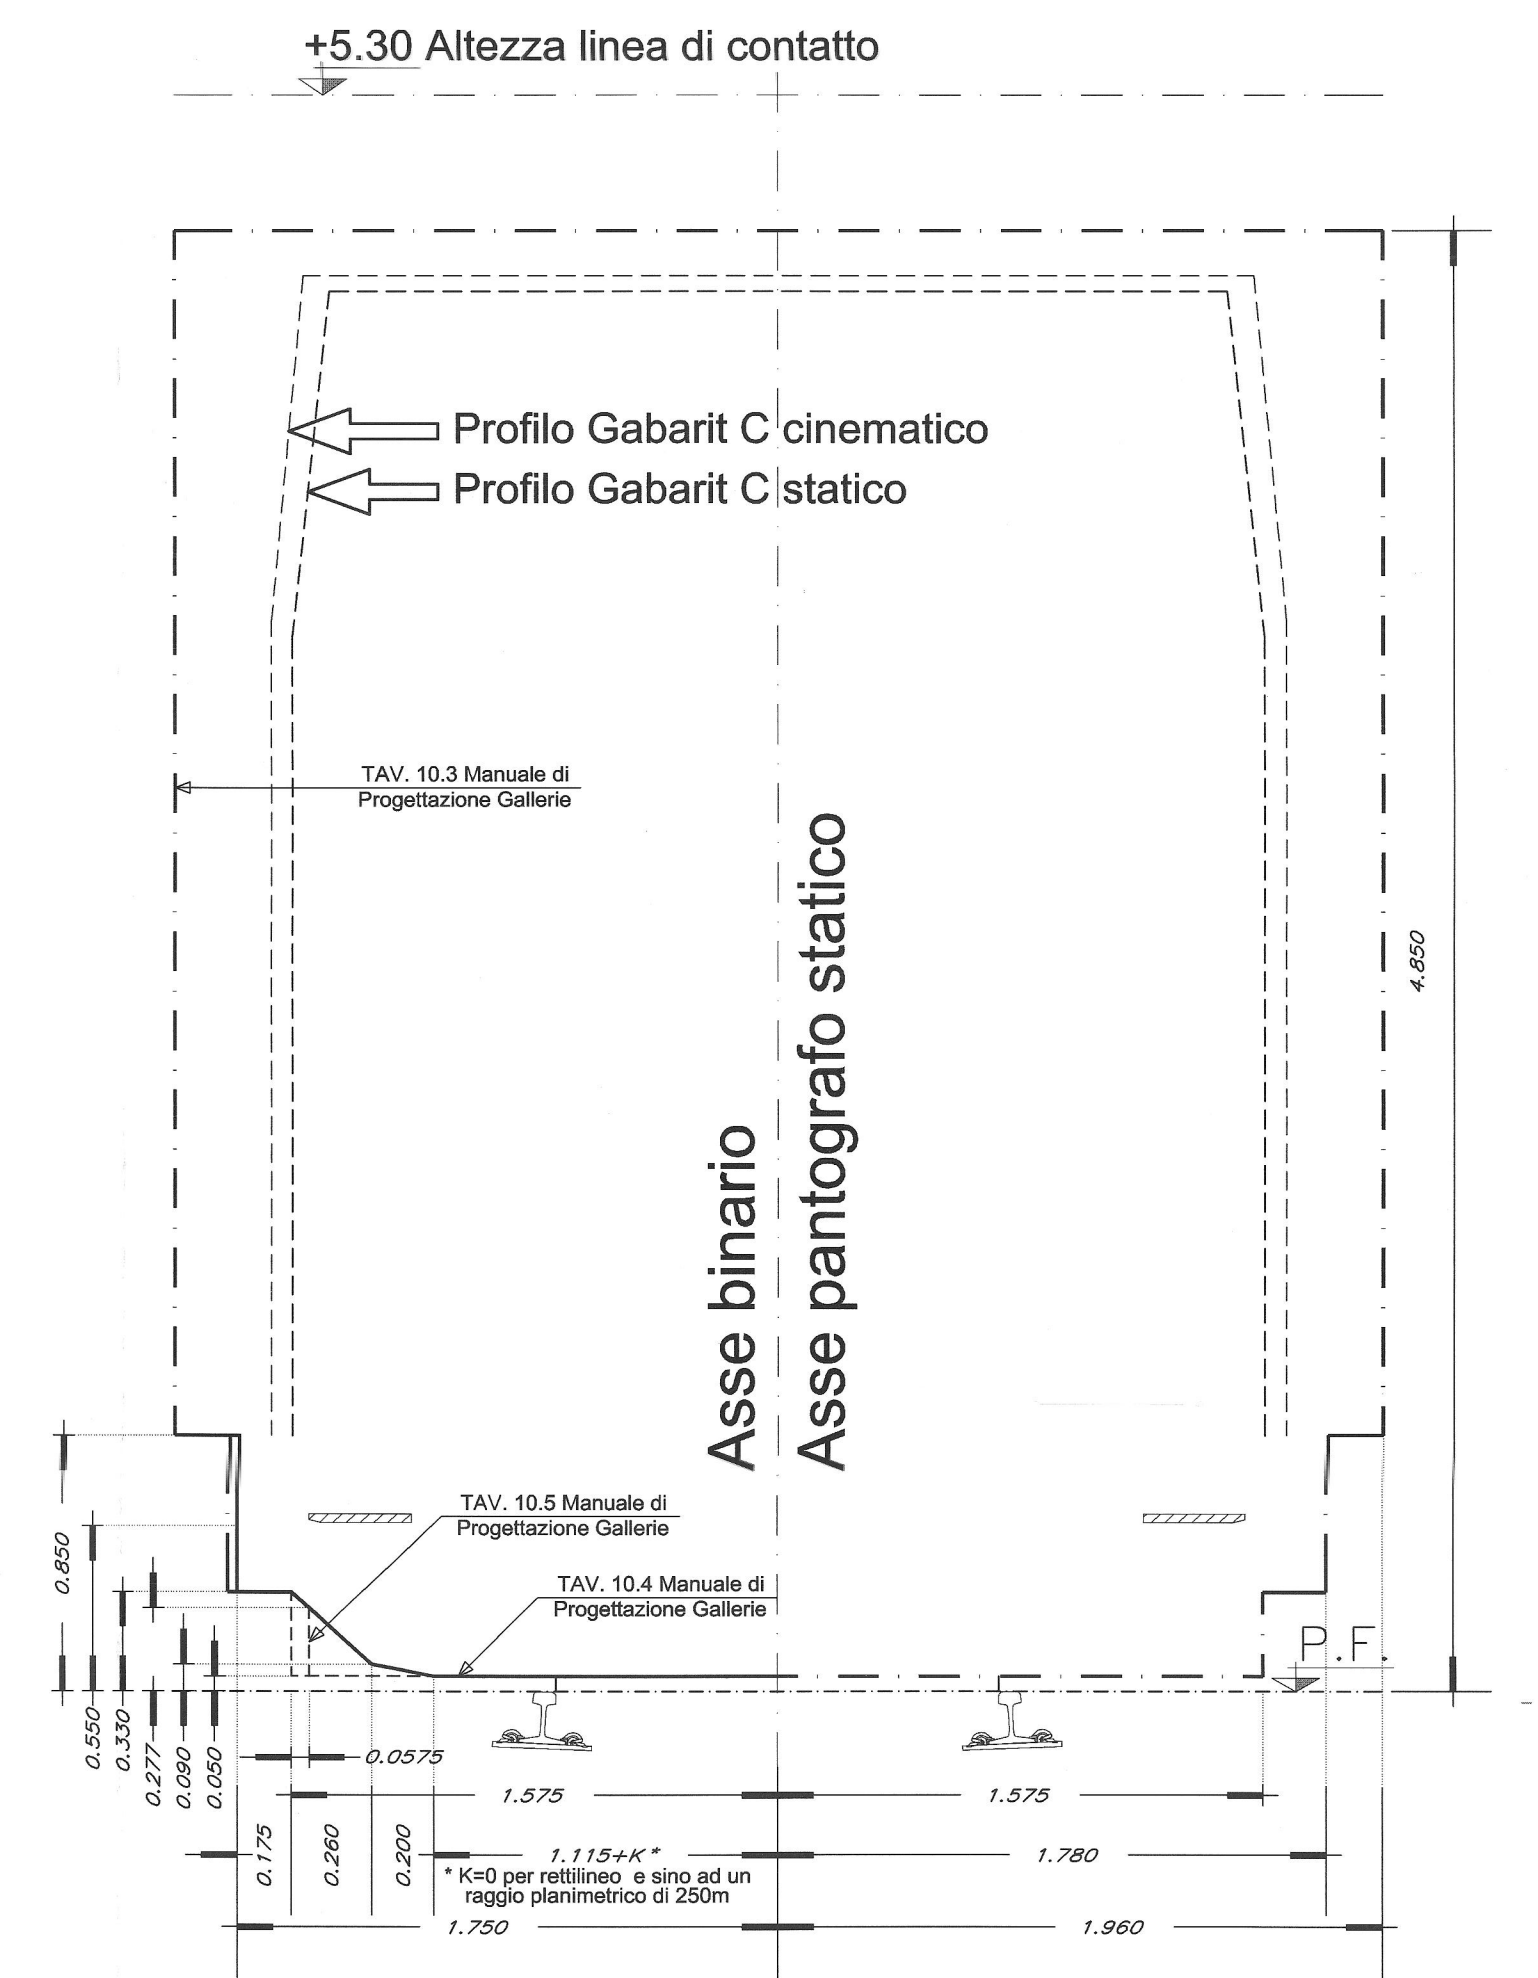 +5.30 Altezza linea di contatto
Profilo Gabarit C cinematico
Profilo Gabarit C statico
TAV. 10.3 Manuale di
Progettazione Gallerie
4.850
Asse binario
Asse pantografo statico
TAV. 10.5 Manuale di
Progettazione Gallerie
TAV. 10.4 Manuale di
Progettazione Gallerie
P.F.
0.850
0.550
0.330
0.277
0.090
0.050
0.0575
1.575
1.575
0.175
0.260
0.200
1.115+K*
1.780
* K=0 per rettilineo e sino ad un
raggio planimetrico di 250m
1.750
1.960